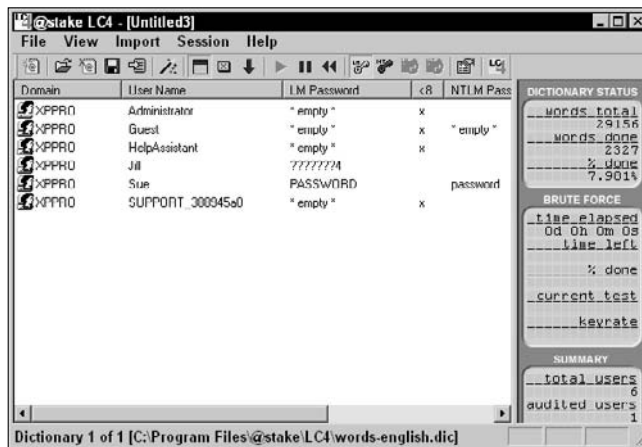 @stake LC4 - [Untitled3]
File View Import Session Help
Domain User Name LM Password <8 NTLM Pass
XPPRO Administrator * empty * x
XPPRO Guest * empty * x * empty *
XPPRO HelpAssistant * empty * x
XPPRO Jill ???????4
XPPRO Sue PASSWORD password
XPPRO SUPPORT_388945a0 * empty * x
DICTIONARY STATUS
words total
29156
words done
2327
% done
7.981%
BRUTE FORCE
time elapsed
0d 0h 0m 0s
time left
% done
current test
keyrate
SUMMARY
total users
6
audited users
Dictionary 1 of 1 [C:\Program Files\@stake\LC4\words-english.dic]